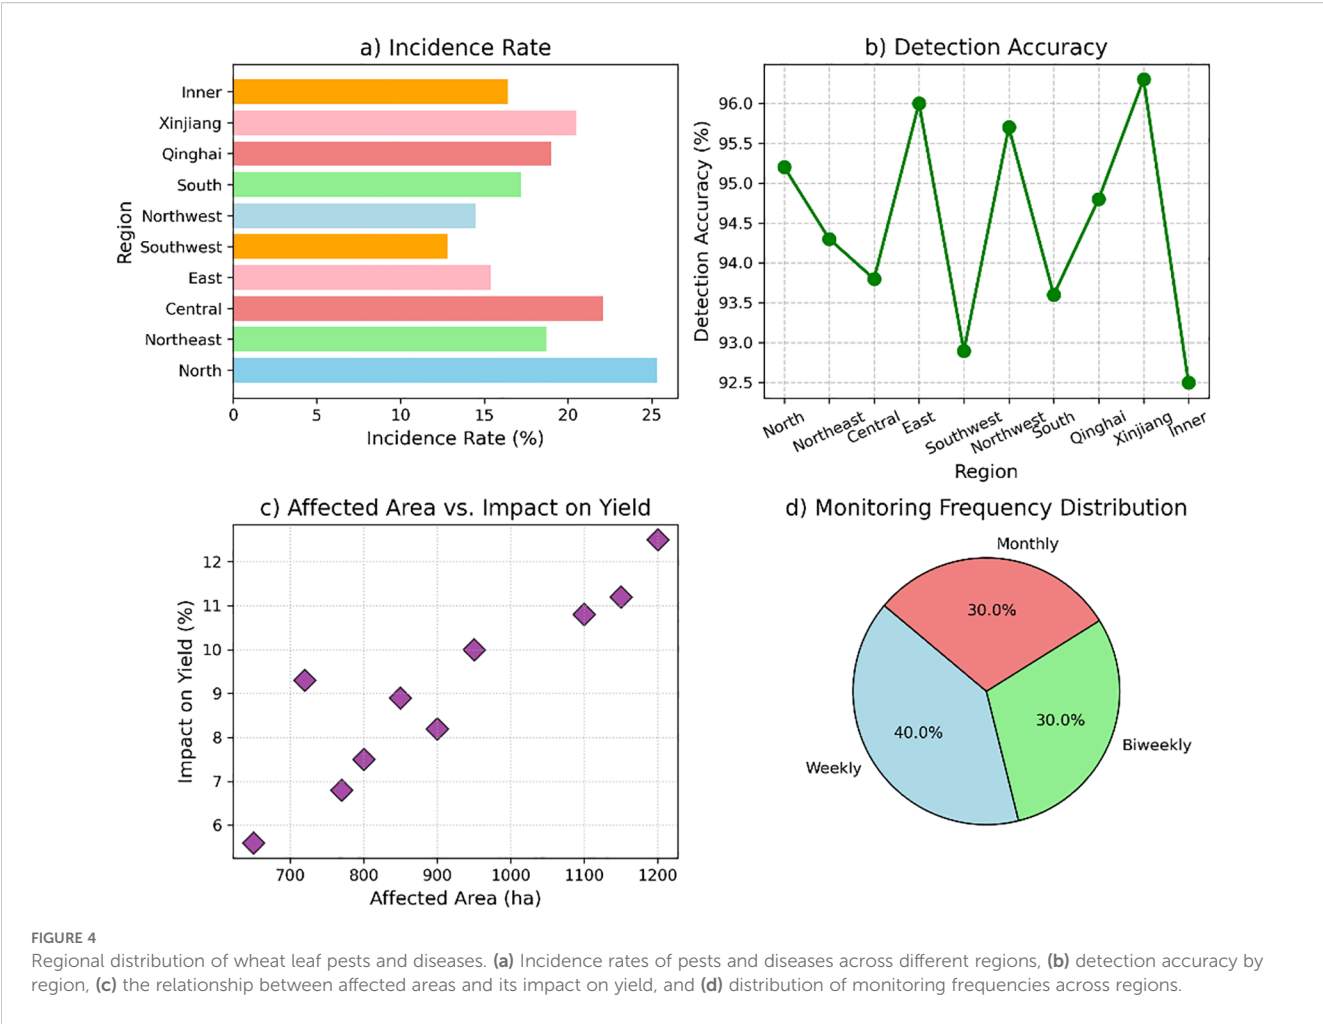 a) Incidence Rate
Inner
Xinjiang
Qinghai
South
Northwest
Southwest
East
Central
Northeast
North
Region
0 5 10 15 20 25
Incidence Rate (%)
b) Detection Accuracy
96.0
95.5
95.0
94.5
94.0
93.5
93.0
92.5
Detection Accuracy (%)
North Northeast Central East Southwest Northwest South Qinghai Xinjiang Inner
Region
c) Affected Area vs. Impact on Yield
12
11
10
9
8
7
6
Impact on Yield (%)
700 800 900 1000 1100 1200
Affected Area (ha)
d) Monitoring Frequency Distribution
Monthly
30.0%
30.0%
Biweekly
40.0%
Weekly
FIGURE 4
Regional distribution of wheat leaf pests and diseases. (a) Incidence rates of pests and diseases across different regions, (b) detection accuracy by
region, (c) the relationship between affected areas and its impact on yield, and (d) distribution of monitoring frequencies across regions.